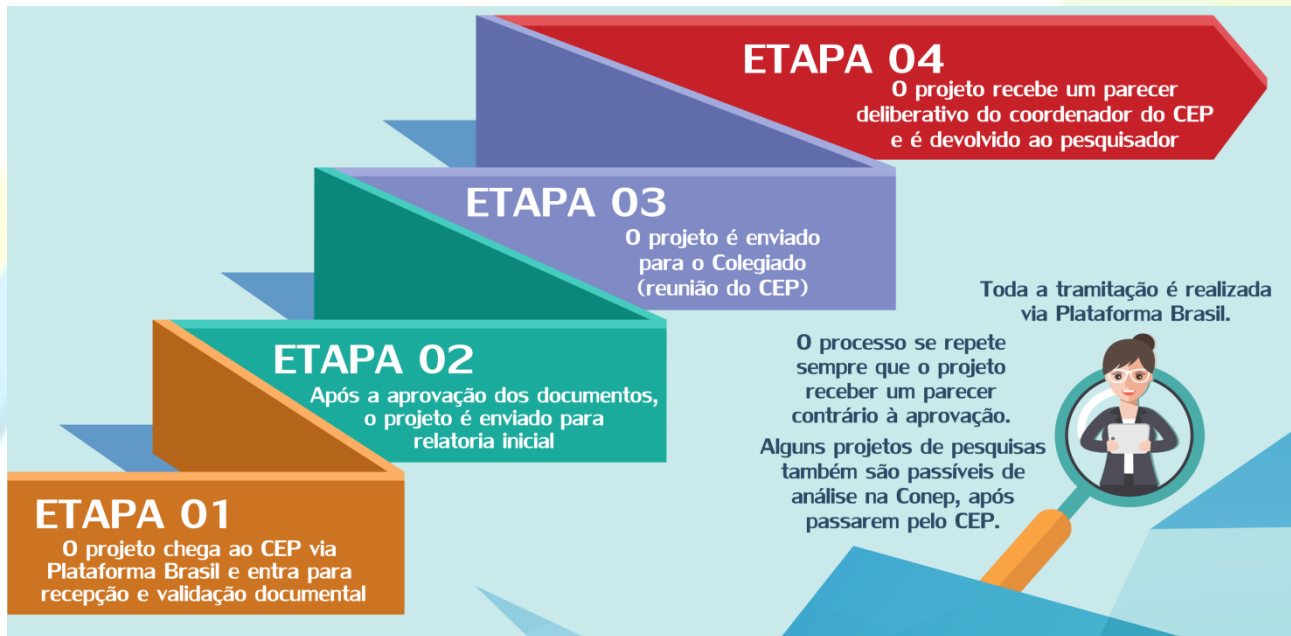 ETAPA 04
O projeto recebe um parecer
deliberativo do coordenador do CEP
e é devolvido ao pesquisador
ETAPA 03
O projeto é enviado
para o Colegiado
(reunião do CEP)
ETAPA 02
Após a aprovação dos documentos,
o projeto é enviado para
relatoria inicial
ETAPA 01
O projeto chega ao CEP via
Plataforma Brasil e entra para
recepção e validação documental
Toda a tramitação é realizada
via Plataforma Brasil.
O processo se repete
sempre que o projeto
receber um parecer
contrário à aprovação.
Alguns projetos de pesquisas
também são passíveis de
análise na Conep, após
passarem pelo CEP.